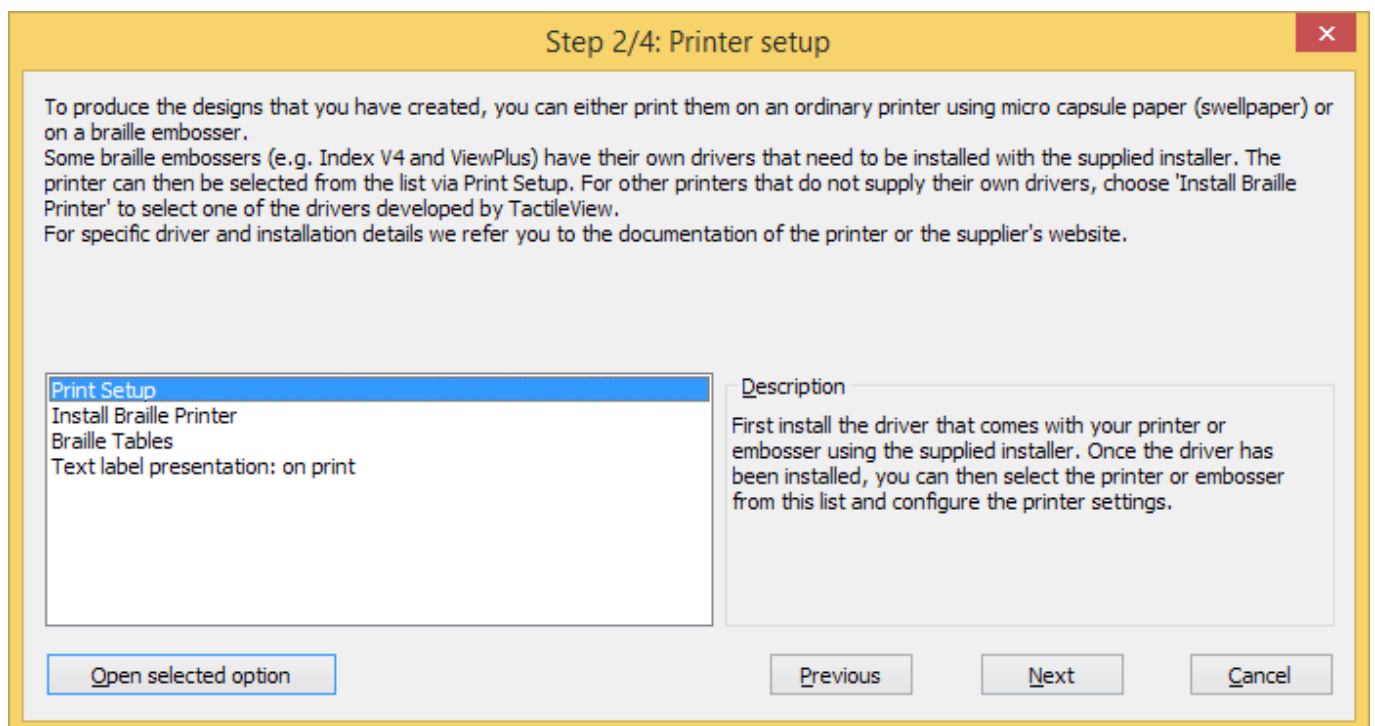 Step 2/4: Printer setup
To produce the designs that you have created, you can either print them on an ordinary printer using micro capsule paper (swellpaper) or
on a braille embosser.
Some braille embossers (e.g. Index V4 and ViewPlus) have their own drivers that need to be installed with the supplied installer. The
printer can then be selected from the list via Print Setup. For other printers that do not supply their own drivers, choose 'Install Braille
Printer' to select one of the drivers developed by TactileView.
For specific driver and installation details we refer you to the documentation of the printer or the supplier's website.
Print Setup
Install Braille Printer
Braille Tables
Text label presentation: on print
Description
First install the driver that comes with your printer or
embosser using the supplied installer. Once the driver has
been installed, you can then select the printer or embosser
from this list and configure the printer settings.
Open selected option
Previous
Next
Cancel